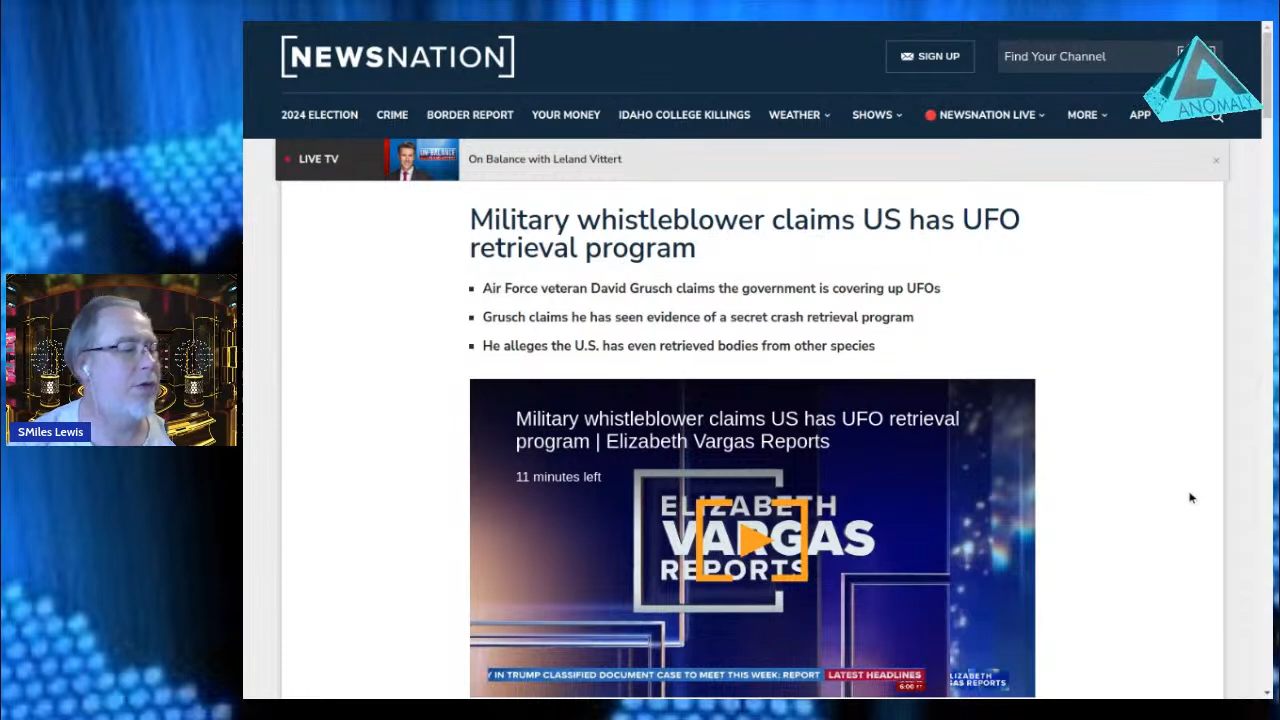 NEWSNATION
SIGN UP
Find Your Channel
ANOMALY
2024 ELECTION CRIME BORDER REPORT YOUR MONEY IDAHO COLLEGE KILLINGS WEATHER SHOWS NEWSNATION LIVE MORE APP
LIVE TV
On Balance with Leland Vittert
×
Military whistleblower claims US has UFO
retrieval program
Air Force veteran David Grusch claims the government is covering up UFOs
Grusch claims he has seen evidence of a secret crash retrieval program
He alleges the U.S. has even retrieved bodies from other species
SMiles Lewis
Military whistleblower claims US has UFO retrieval
program | Elizabeth Vargas Reports
11 minutes left
ELIZABETH
VARGAS
REPORTS
IN TRUMP CLASSIFIED DOCUMENT CASE TO MEET THIS WEEK: REPORT
LATEST HEADLINES
ELIZABETH
VARGAS REPORTS